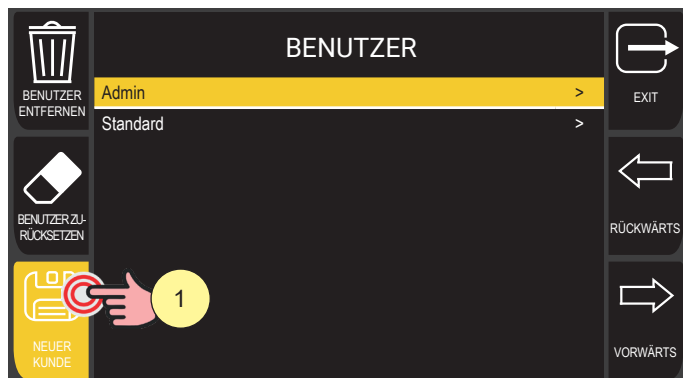 BENUTZER
BENUTZER
ENTFERNEN
Admin >
Standard >
EXIT
BENUTZER ZU-
RÜCKSETZEN
RÜCKWÄRTS
1
NEUER
KUNDE
VORWÄRTS